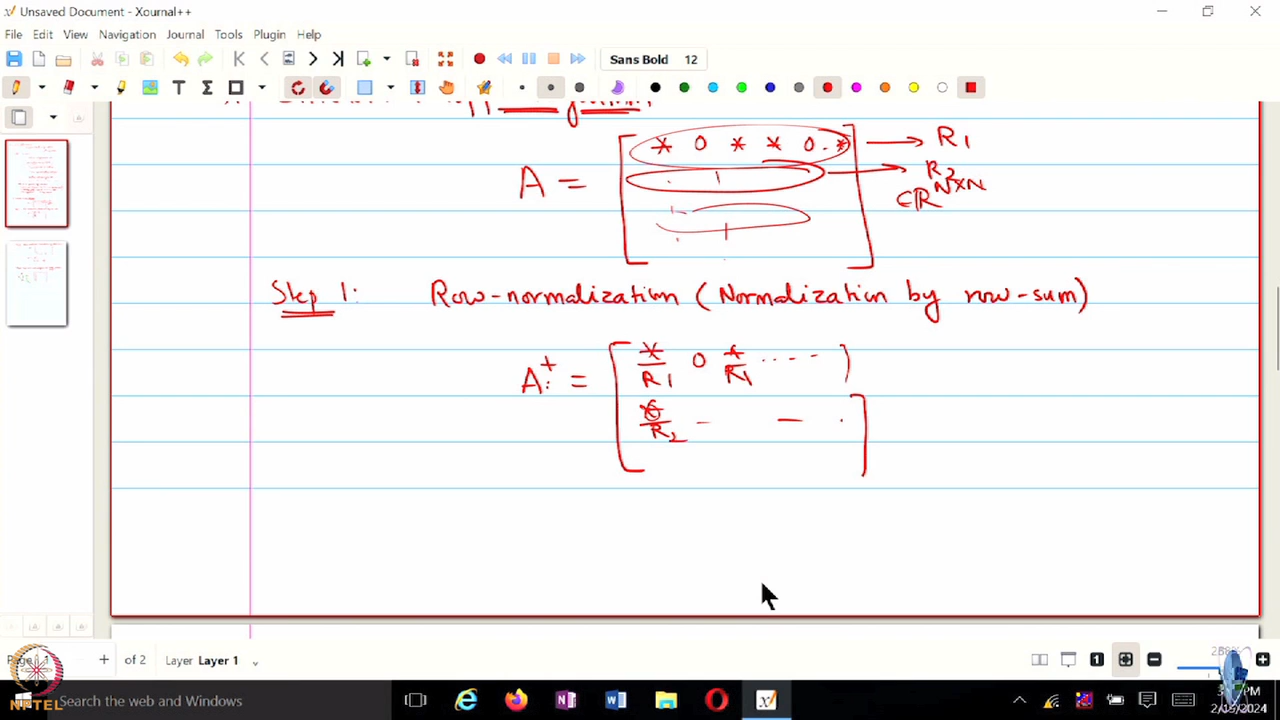 Unsaved Document - Xournal++
File Edit View Navigation Journal Tools Plugin Help
Sans Bold 12
A = [ * 0 * * 0 . * ] → R1
→ R2
∈ R^N×N
Step 1: Row-normalization (Normalization by row-sum)
A^+ = [ */R1 0 */R1 ....
*/R2 - - .
of 2 Layer Layer 1
Search the web and Windows
NPTEL